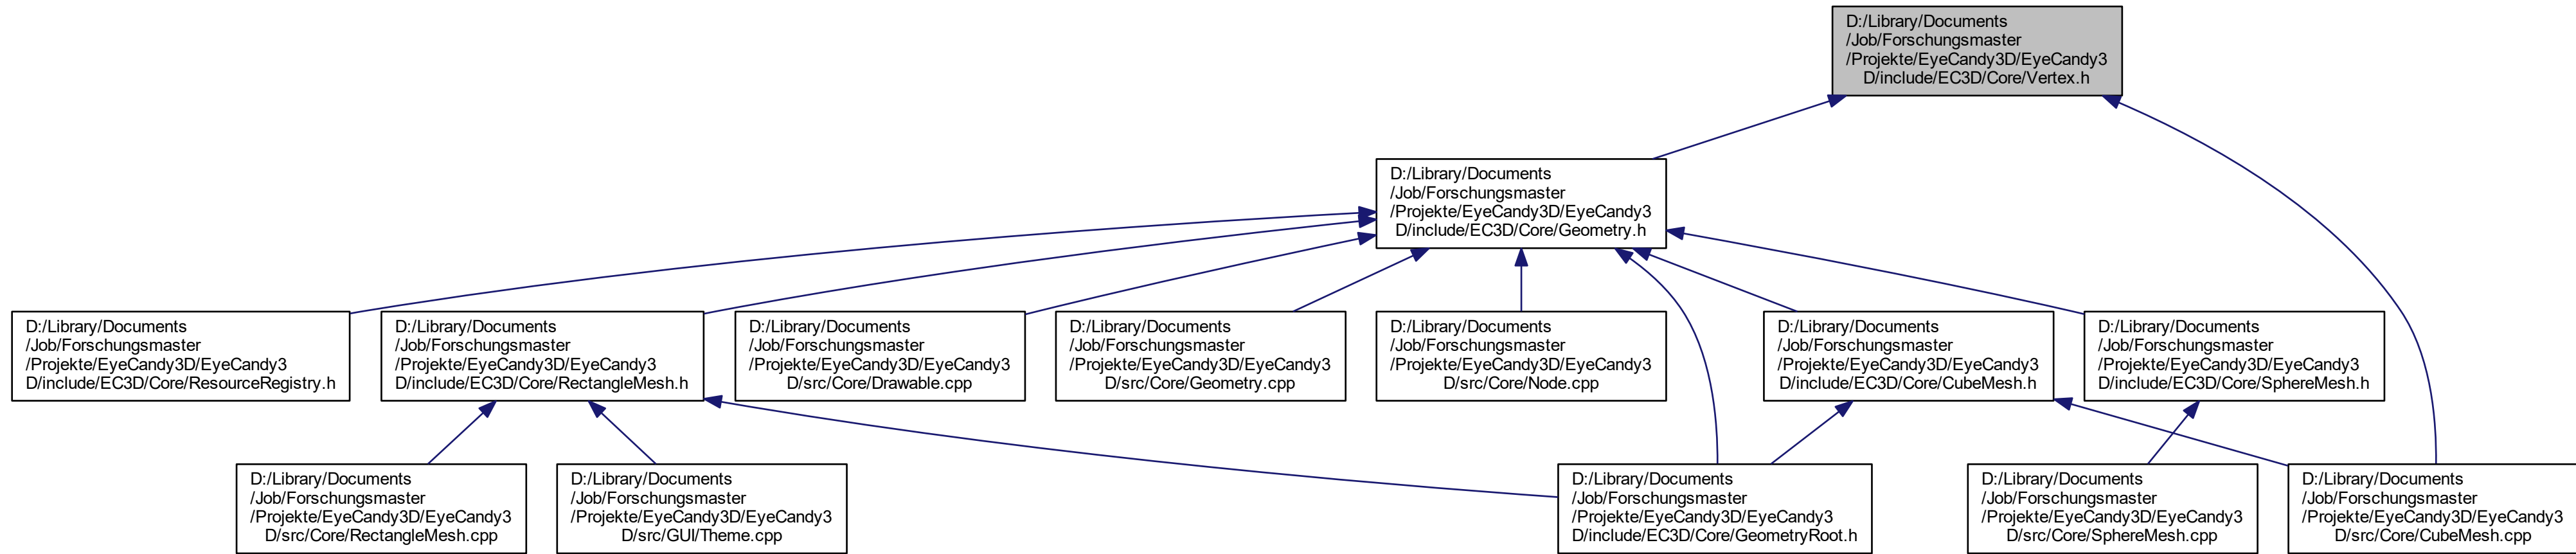 D:/Library/Documents
/Job/Forschungsmaster
/Projekte/EyeCandy3D/EyeCandy3
D/include/EC3D/Core/Vertex.h
D:/Library/Documents
/Job/Forschungsmaster
/Projekte/EyeCandy3D/EyeCandy3
D/include/EC3D/Core/Geometry.h
D:/Library/Documents
/Job/Forschungsmaster
/Projekte/EyeCandy3D/EyeCandy3
D/include/EC3D/Core/ResourceRegistry.h
D:/Library/Documents
/Job/Forschungsmaster
/Projekte/EyeCandy3D/EyeCandy3
D/include/EC3D/Core/RectangleMesh.h
D:/Library/Documents
/Job/Forschungsmaster
/Projekte/EyeCandy3D/EyeCandy3
D/src/Core/Drawable.cpp
D:/Library/Documents
/Job/Forschungsmaster
/Projekte/EyeCandy3D/EyeCandy3
D/src/Core/Geometry.cpp
D:/Library/Documents
/Job/Forschungsmaster
/Projekte/EyeCandy3D/EyeCandy3
D/src/Core/Node.cpp
D:/Library/Documents
/Job/Forschungsmaster
/Projekte/EyeCandy3D/EyeCandy3
D/include/EC3D/Core/CubeMesh.h
D:/Library/Documents
/Job/Forschungsmaster
/Projekte/EyeCandy3D/EyeCandy3
D/include/EC3D/Core/SphereMesh.h
D:/Library/Documents
/Job/Forschungsmaster
/Projekte/EyeCandy3D/EyeCandy3
D/src/Core/RectangleMesh.cpp
D:/Library/Documents
/Job/Forschungsmaster
/Projekte/EyeCandy3D/EyeCandy3
D/src/GUI/Theme.cpp
D:/Library/Documents
/Job/Forschungsmaster
/Projekte/EyeCandy3D/EyeCandy3
D/include/EC3D/Core/GeometryRoot.h
D:/Library/Documents
/Job/Forschungsmaster
/Projekte/EyeCandy3D/EyeCandy3
D/src/Core/SphereMesh.cpp
D:/Library/Documents
/Job/Forschungsmaster
/Projekte/EyeCandy3D/EyeCandy3
D/src/Core/CubeMesh.cpp